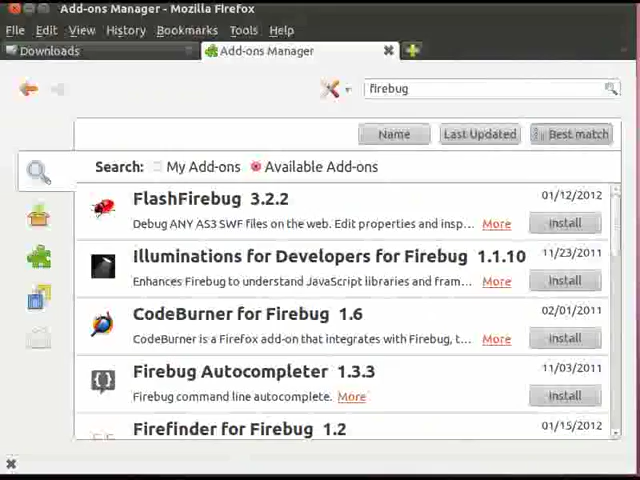 Add-ons Manager - Mozilla Firefox
File Edit View History Bookmarks Tools Help
Downloads Add-ons Manager
firebug
Name Last Updated Best match
Search: My Add-ons Available Add-ons
FlashFirebug 3.2.2 01/12/2012
Debug ANY AS3 SWF files on the web. Edit properties and insp... More Install
Illuminations for Developers for Firebug 1.1.10 11/23/2011
Enhances Firebug to understand JavaScript libraries and fram... More Install
CodeBurner for Firebug 1.6 02/01/2011
CodeBurner is a Firefox add-on that integrates with Firebug, t... More Install
Firebug Autocompleter 1.3.3 11/03/2011
Firebug command line autocomplete. More Install
Firefinder for Firebug 1.2 01/15/2012